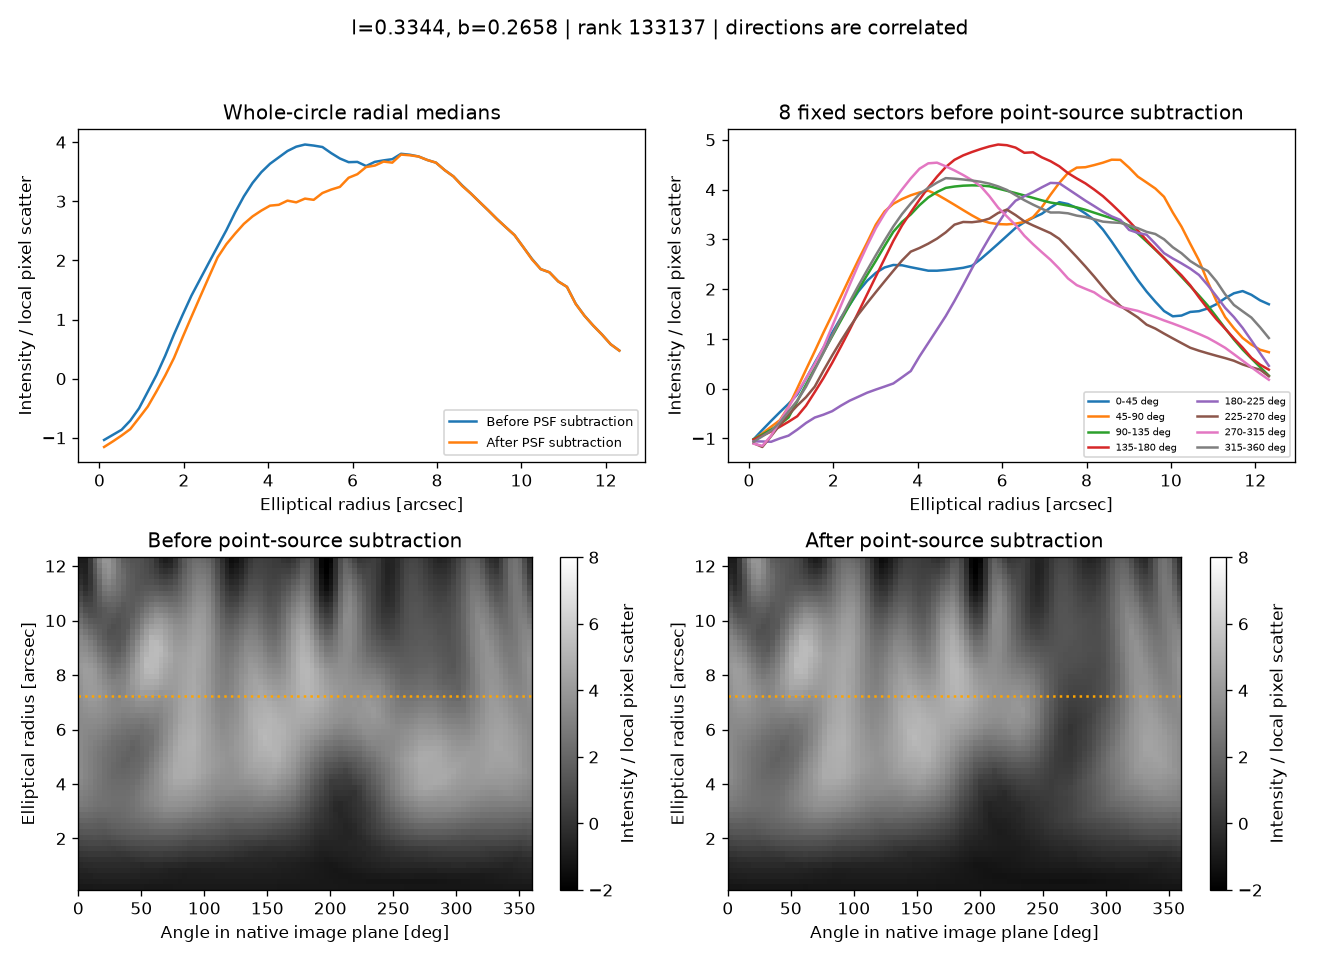 l=0.3344, b=0.2658 | rank 133137 | directions are correlated
Whole-circle radial medians
4
3
2
1
0
−1
0 2 4 6 8 10 12
Intensity / local pixel scatter
Elliptical radius [arcsec]
Before PSF subtraction
After PSF subtraction
8 fixed sectors before point-source subtraction
5
4
3
2
1
0
−1
0 2 4 6 8 10 12
Intensity / local pixel scatter
Elliptical radius [arcsec]
0-45 deg
45-90 deg
90-135 deg
135-180 deg
180-225 deg
225-270 deg
270-315 deg
315-360 deg
Before point-source subtraction
12
10
8
6
4
2
0 50 100 150 200 250 300 350
Elliptical radius [arcsec]
Angle in native image plane [deg]
8
6
4
2
0
−2
Intensity / local pixel scatter
After point-source subtraction
12
10
8
6
4
2
0 50 100 150 200 250 300 350
Elliptical radius [arcsec]
Angle in native image plane [deg]
8
6
4
2
0
−2
Intensity / local pixel scatter